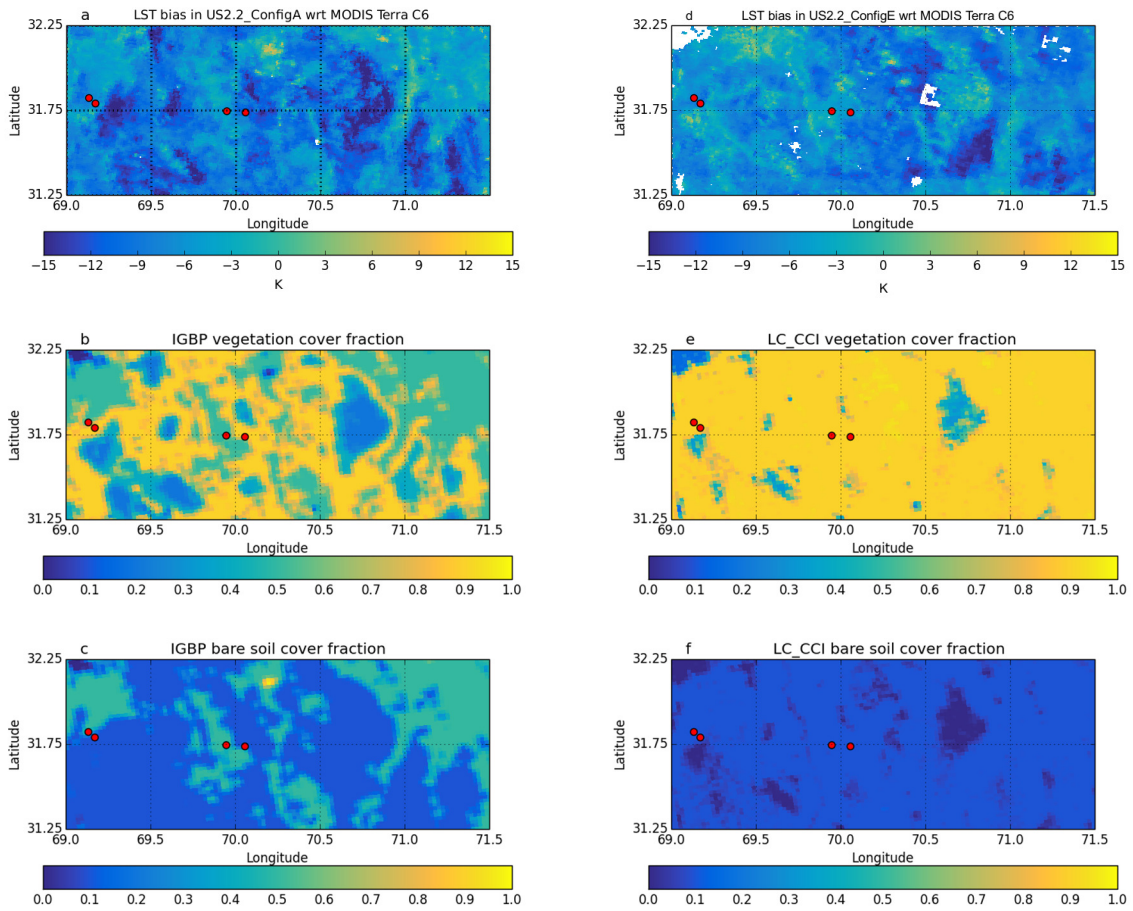 a LST bias in US2.2_ConfigA wrt MODIS Terra C6
32.25
31.75
31.25
Latitude
69.0 69.5 70.0 70.5 71.0
Longitude
−15 −12 −9 −6 −3 0 3 6 9 12 15
K
d LST bias in US2.2_ConfigE wrt MODIS Terra C6
32.25
31.75
31.25
Latitude
69.0 69.5 70.0 70.5 71.0 71.5
Longitude
−15 −12 −9 −6 −3 0 3 6 9 12 15
K
b IGBP vegetation cover fraction
32.25
31.75
31.25
Latitude
69.0 69.5 70.0 70.5 71.0 71.5
Longitude
0.0 0.1 0.2 0.3 0.4 0.5 0.6 0.7 0.8 0.9 1.0
e LC_CCI vegetation cover fraction
32.25
31.75
31.25
Latitude
69.0 69.5 70.0 70.5 71.0 71.5
Longitude
0.0 0.1 0.2 0.3 0.4 0.5 0.6 0.7 0.8 0.9 1.0
c IGBP bare soil cover fraction
32.25
31.75
31.25
Latitude
69.0 69.5 70.0 70.5 71.0 71.5
Longitude
0.0 0.1 0.2 0.3 0.4 0.5 0.6 0.7 0.8 0.9 1.0
f LC_CCI bare soil cover fraction
32.25
31.75
31.25
Latitude
69.0 69.5 70.0 70.5 71.0 71.5
Longitude
0.0 0.1 0.2 0.3 0.4 0.5 0.6 0.7 0.8 0.9 1.0